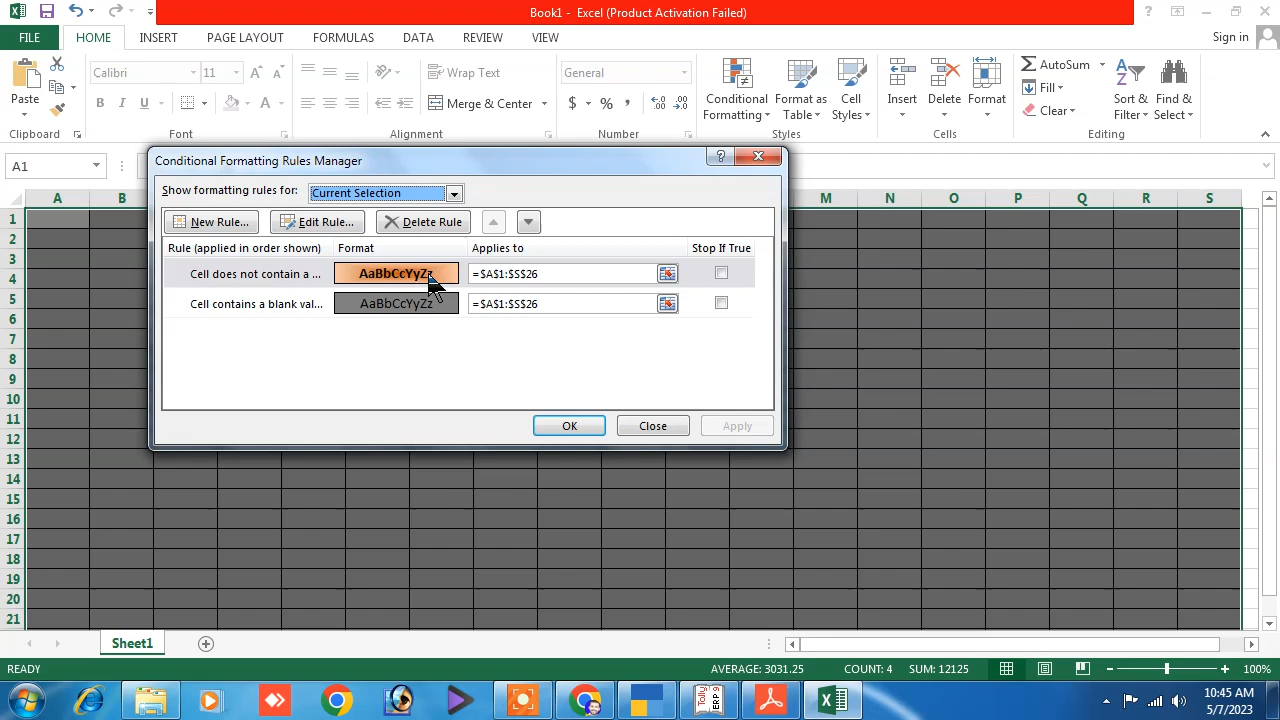 Book1 - Excel (Product Activation Failed)
FILE HOME INSERT PAGE LAYOUT FORMULAS DATA REVIEW VIEW Sign in
Paste
Clipboard
Calibri 11
B I U
Font
Wrap Text
Merge & Center
Alignment
General
$ % ,
Number
Conditional Formatting
Format as Table
Cell Styles
Styles
Insert Delete Format
Cells
AutoSum
Fill
Clear
Sort & Filter
Find & Select
Editing
A1
Conditional Formatting Rules Manager
Show formatting rules for: Current Selection
New Rule... Edit Rule... Delete Rule
Rule (applied in order shown) Format Applies to Stop If True
Cell does not contain a ... AaBbCcYyZz =$A$1:$S$26
Cell contains a blank val... AaBbCcYyZz =$A$1:$S$26
OK Close Apply
A B M N O P Q R S
1
2
3
4
5
6
7
8
9
10
11
12
13
14
15
16
17
18
19
20
21
Sheet1
READY AVERAGE: 3031.25 COUNT: 4 SUM: 12125 100%
10:45 AM
5/7/2023